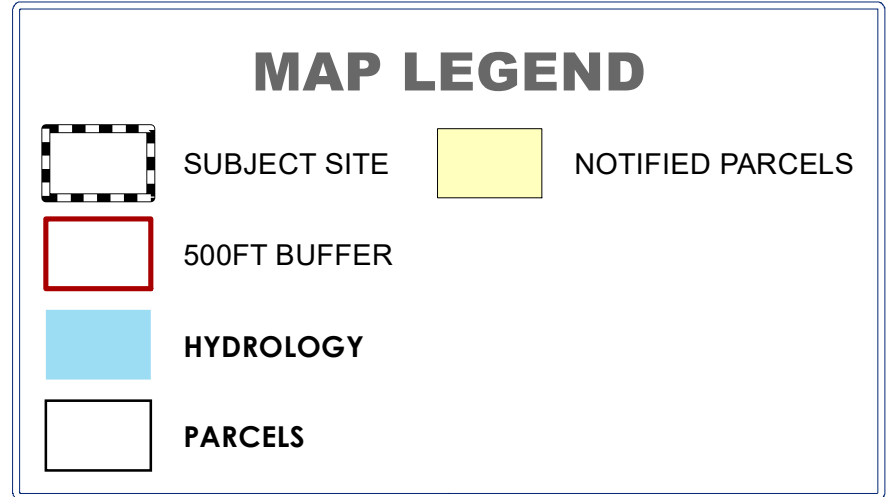 MAP LEGEND
SUBJECT SITE
NOTIFIED PARCELS
500FT BUFFER
HYDROLOGY
PARCELS